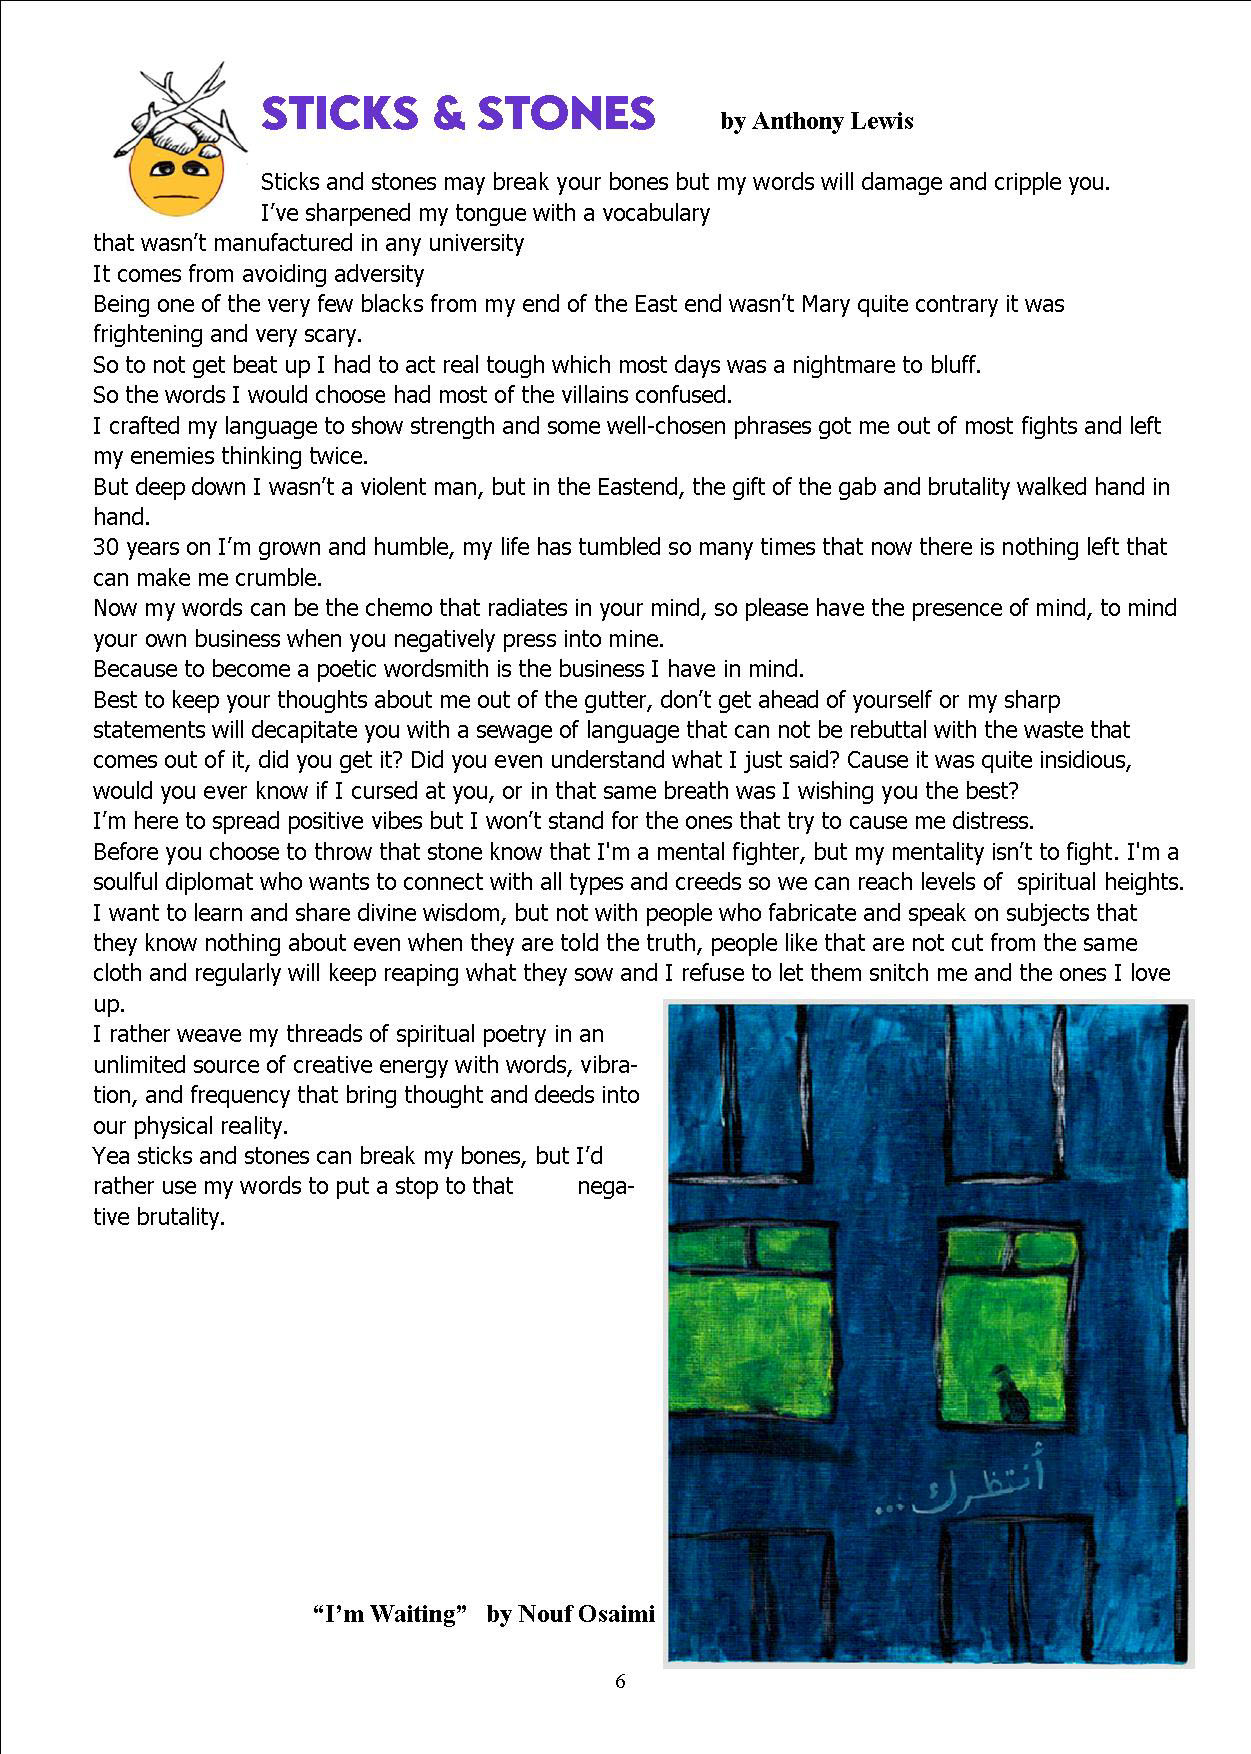 STICKS & STONES by Anthony Lewis
Sticks and stones may break your bones but my words will damage and cripple you.
I’ve sharpened my tongue with a vocabulary
that wasn’t manufactured in any university
It comes from avoiding adversity
Being one of the very few blacks from my end of the East end wasn’t Mary quite contrary it was
frightening and very scary.
So to not get beat up I had to act real tough which most days was a nightmare to bluff.
So the words I would choose had most of the villains confused.
I crafted my language to show strength and some well-chosen phrases got me out of most fights and left
my enemies thinking twice.
But deep down I wasn’t a violent man, but in the Eastend, the gift of the gab and brutality walked hand in
hand.
30 years on I’m grown and humble, my life has tumbled so many times that now there is nothing left that
can make me crumble.
Now my words can be the chemo that radiates in your mind, so please have the presence of mind, to mind
your own business when you negatively press into mine.
Because to become a poetic wordsmith is the business I have in mind.
Best to keep your thoughts about me out of the gutter, don’t get ahead of yourself or my sharp
statements will decapitate you with a sewage of language that can not be rebuttal with the waste that
comes out of it, did you get it? Did you even understand what I just said? Cause it was quite insidious,
would you ever know if I cursed at you, or in that same breath was I wishing you the best?
I’m here to spread positive vibes but I won’t stand for the ones that try to cause me distress.
Before you choose to throw that stone know that I'm a mental fighter, but my mentality isn’t to fight. I'm a
soulful diplomat who wants to connect with all types and creeds so we can reach levels of spiritual heights.
I want to learn and share divine wisdom, but not with people who fabricate and speak on subjects that
they know nothing about even when they are told the truth, people like that are not cut from the same
cloth and regularly will keep reaping what they sow and I refuse to let them snitch me and the ones I love
up.
I rather weave my threads of spiritual poetry in an
unlimited source of creative energy with words, vibra-
tion, and frequency that bring thought and deeds into
our physical reality.
Yea sticks and stones can break my bones, but I’d
rather use my words to put a stop to that nega-
tive brutality.
أنتظرك...
“I’m Waiting” by Nouf Osaimi
6